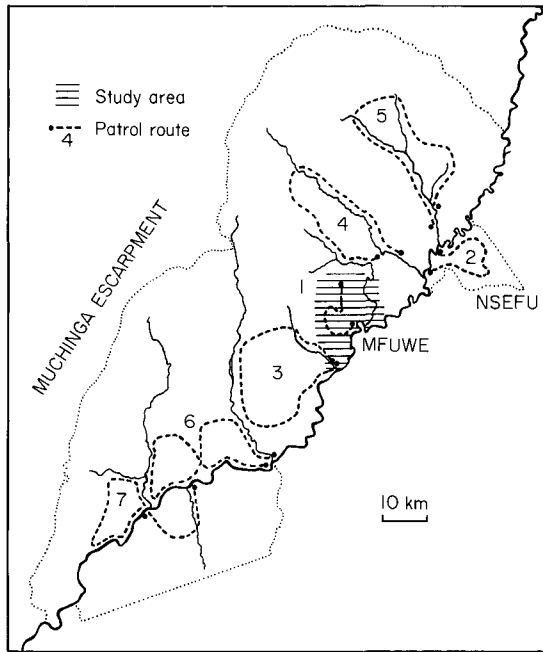 Study area
4 Patrol route
MUCHINGA ESCARPMENT
5
4
2
NSEFU
1
MFUWE
3
6
7
10 km